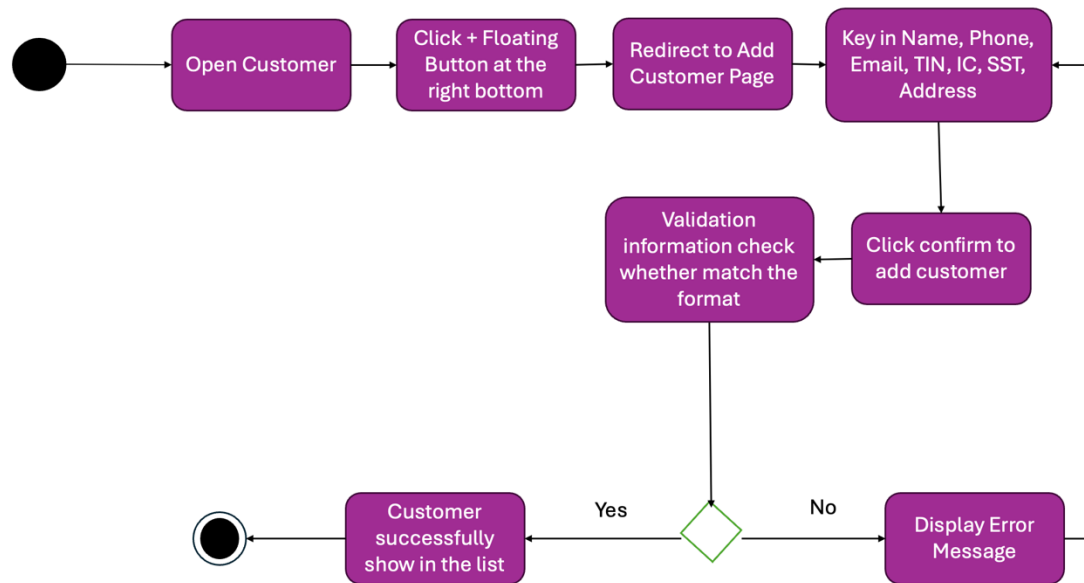 Open Customer
Click + Floating
Button at the
right bottom
Redirect to Add
Customer Page
Key in Name, Phone,
Email, TIN, IC, SST,
Address
Validation
information check
whether match the
format
Click confirm to
add customer
Customer
successfully
show in the list
Yes
No
Display Error
Message